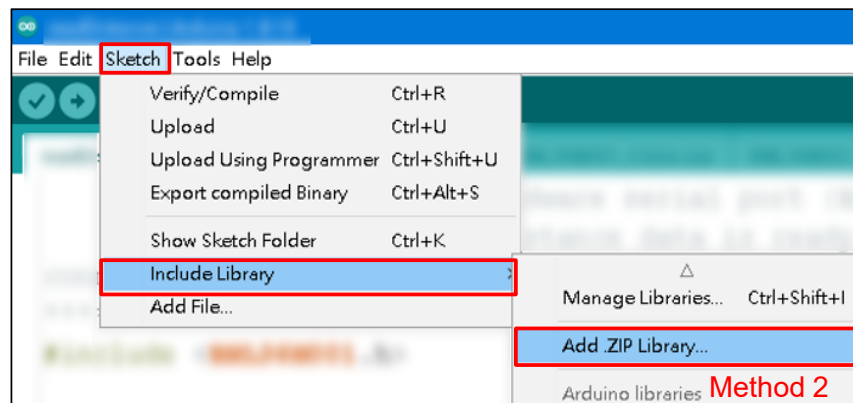 File Edit Sketch Tools Help
Verify/Compile Ctrl+R
Upload Ctrl+U
Upload Using Programmer Ctrl+Shift+U
Export compiled Binary Ctrl+Alt+S
Show Sketch Folder Ctrl+K
Include Library
Add File...
Manage Libraries... Ctrl+Shift+I
Add .ZIP Library...
Arduino libraries
Method 2